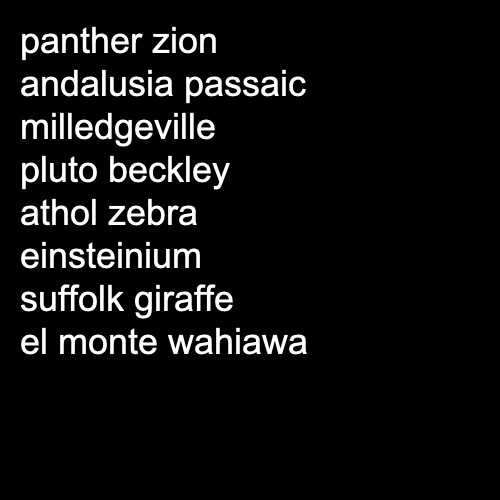 panther zion
andalusia passaic
milledgeville
pluto beckley
athol zebra
einsteinium
suffolk giraffe
el monte wahiawa